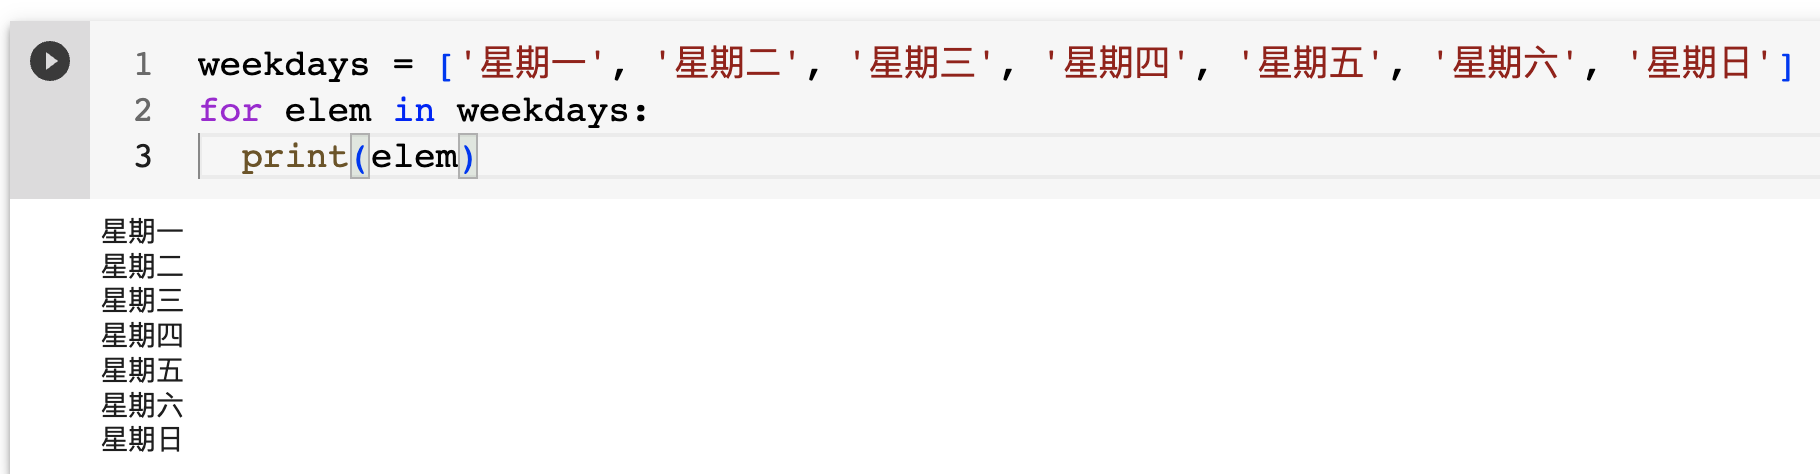 1 weekdays = ['星期一', '星期二', '星期三', '星期四', '星期五', '星期六', '星期日']
2 for elem in weekdays:
3   print(elem)
星期一
星期二
星期三
星期四
星期五
星期六
星期日